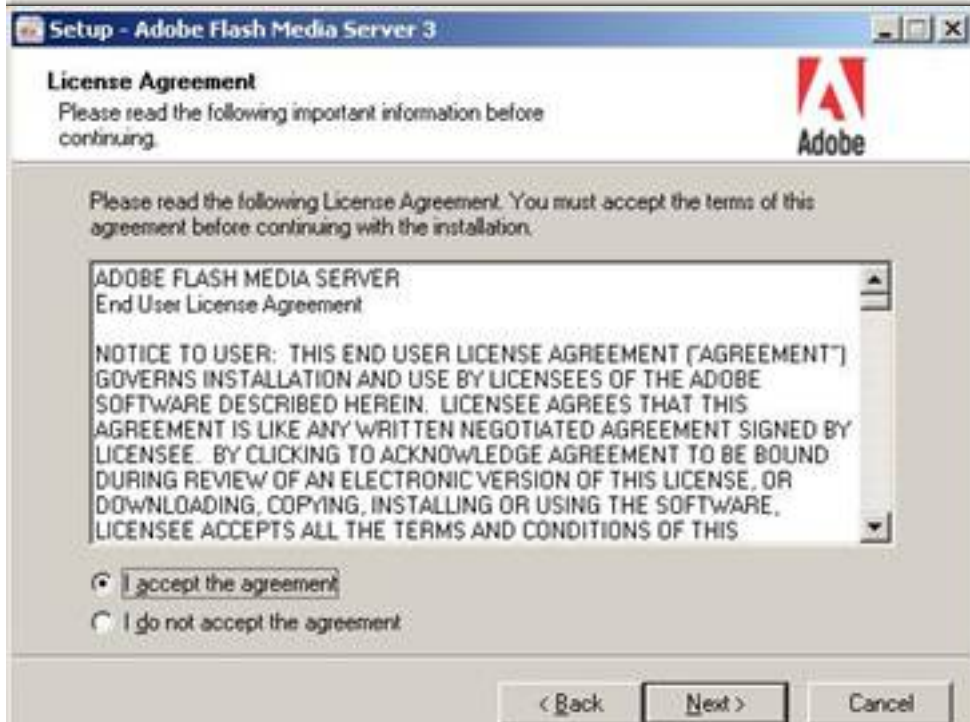 Setup - Adobe Flash Media Server 3
License Agreement
Please read the following important information before
continuing.
Adobe
Please read the following License Agreement. You must accept the terms of this
agreement before continuing with the installation.
ADOBE FLASH MEDIA SERVER
End User License Agreement
NOTICE TO USER:  THIS END USER LICENSE AGREEMENT ("AGREEMENT")
GOVERNS INSTALLATION AND USE BY LICENSEES OF THE ADOBE
SOFTWARE DESCRIBED HEREIN.  LICENSEE AGREES THAT THIS
AGREEMENT IS LIKE ANY WRITTEN NEGOTIATED AGREEMENT SIGNED BY
LICENSEE.  BY CLICKING TO ACKNOWLEDGE AGREEMENT TO BE BOUND
DURING REVIEW OF AN ELECTRONIC VERSION OF THIS LICENSE, OR
DOWNLOADING, COPYING, INSTALLING OR USING THE SOFTWARE,
LICENSEE ACCEPTS ALL THE TERMS AND CONDITIONS OF THIS
I accept the agreement
I do not accept the agreement
< Back
Next >
Cancel